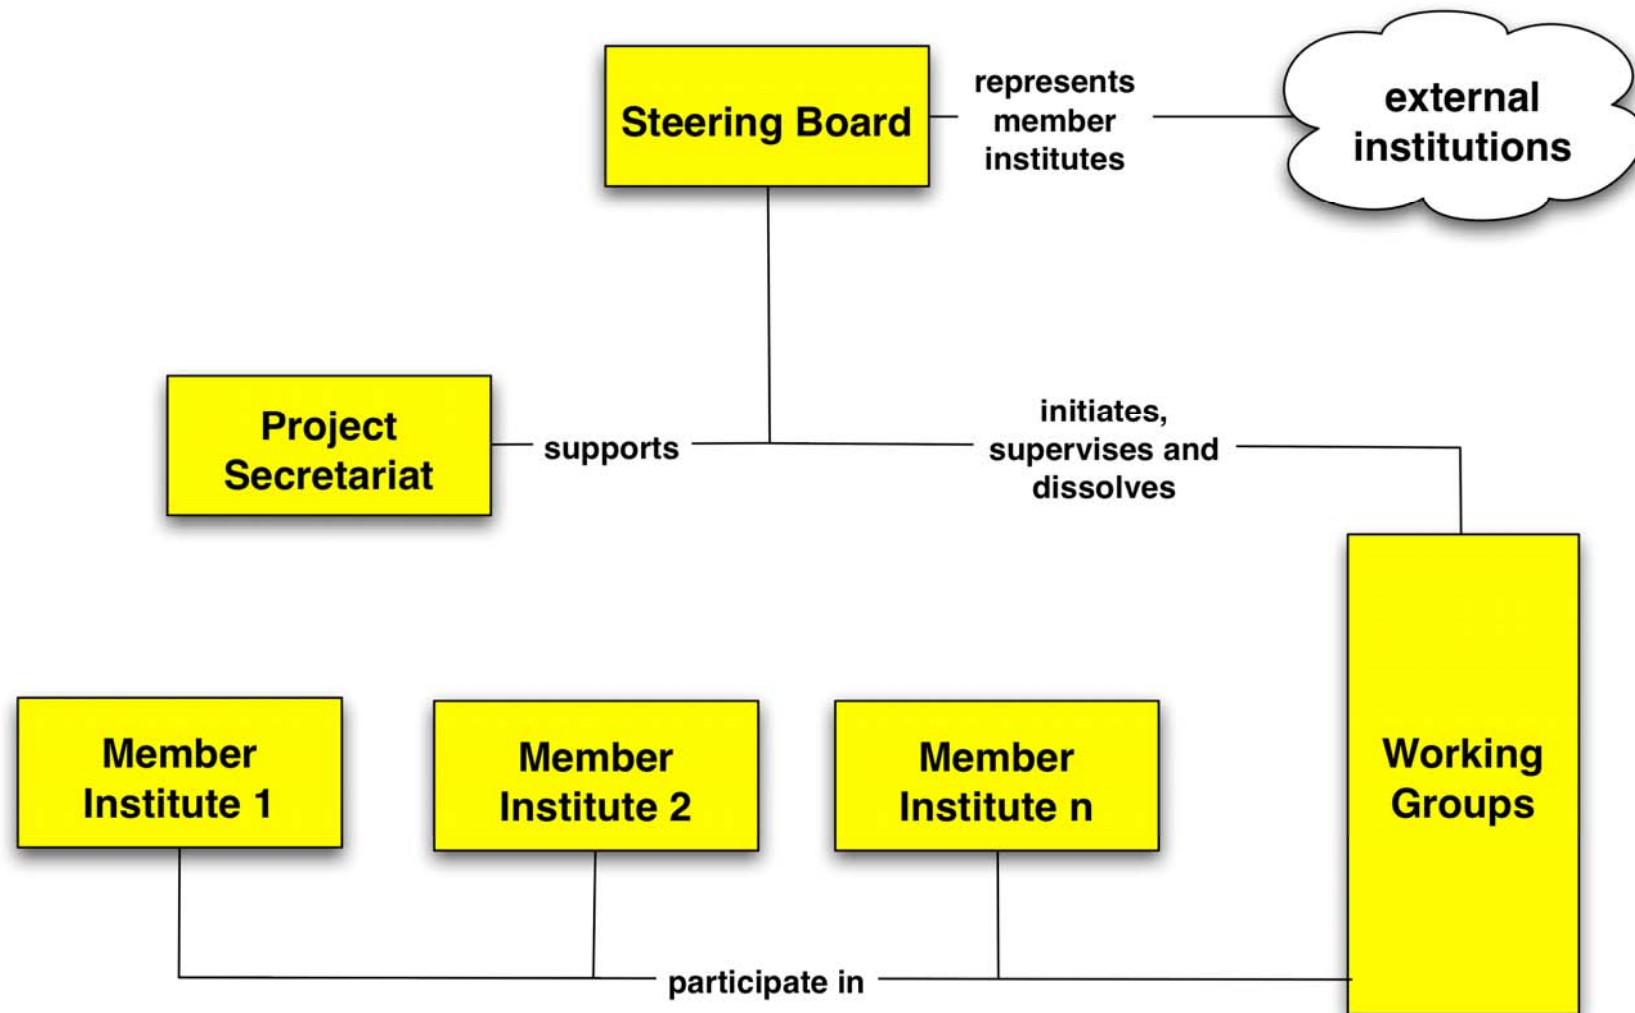 Steering Board
represents
member
institutes
external
institutions
Project
Secretariat
supports
initiates,
supervises and
dissolves
Member
Institute 1
Member
Institute 2
Member
Institute n
Working
Groups
participate in